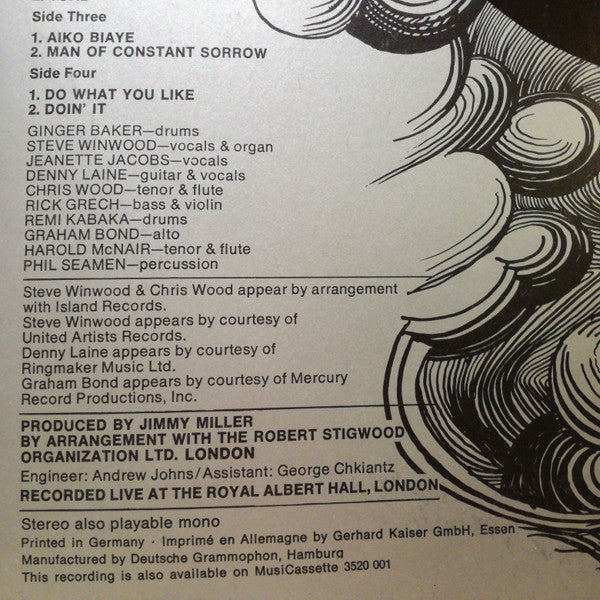 Side Three
1. AIKO BIAYE
2. MAN OF CONSTANT SORROW
Side Four
1. DO WHAT YOU LIKE
2. DOIN' IT
GINGER BAKER—drums
STEVE WINWOOD—vocals & organ
JEANETTE JACOBS—vocals
DENNY LAINE—guitar & vocals
CHRIS WOOD—tenor & flute
RICK GRECH—bass & violin
REMI KABAKA—drums
GRAHAM BOND—alto
HAROLD McNAIR—tenor & flute
PHIL SEAMEN—percussion
Steve Winwood & Chris Wood appear by arrangement
with Island Records.
Steve Winwood appears by courtesy of
United Artists Records.
Denny Laine appears by courtesy of
Ringmaker Music Ltd.
Graham Bond appears by courtesy of Mercury
Record Productions, Inc.
PRODUCED BY JIMMY MILLER
BY ARRANGEMENT WITH THE ROBERT STIGWOOD
ORGANIZATION LTD. LONDON
Engineer: Andrew Johns/Assistant: George Chkiantz
RECORDED LIVE AT THE ROYAL ALBERT HALL, LONDON
Stereo also playable mono
Printed in Germany · Imprimé en Allemagne by Gerhard Kaiser GmbH, Essen
Manufactured by Deutsche Grammophon, Hamburg
This recording is also available on MusiCassette 3520 001